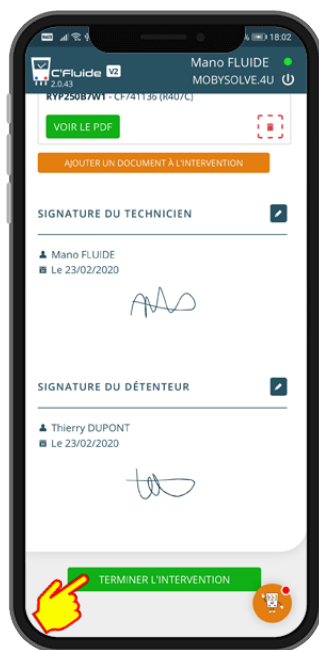 18:02
C'Fluide V2
2.0.43
Mano FLUIDE
MOBYSOLVE.4U
RYP250B7W1 - CF741136 (R407C)
VOIR LE PDF
AJOUTER UN DOCUMENT À L'INTERVENTION
SIGNATURE DU TECHNICIEN
Mano FLUIDE
Le 23/02/2020
SIGNATURE DU DÉTENTEUR
Thierry DUPONT
Le 23/02/2020
TERMINER L'INTERVENTION